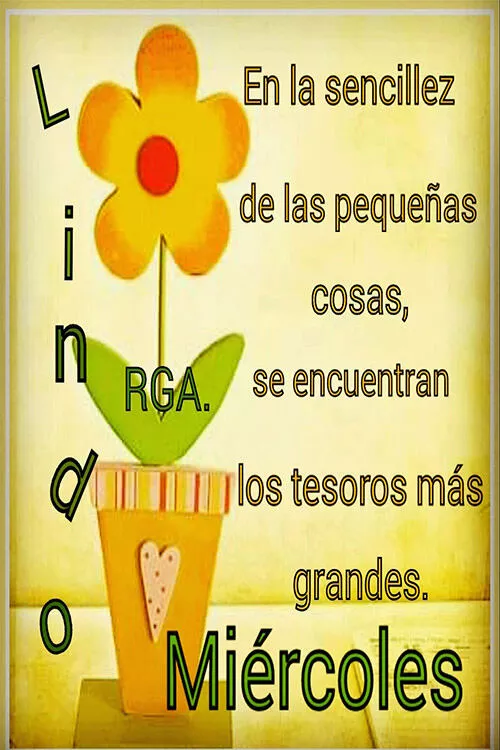 Lindo
En la sencillez
de las pequeñas
cosas,
se encuentran
los tesoros más
grandes.
RGA.
Miércoles